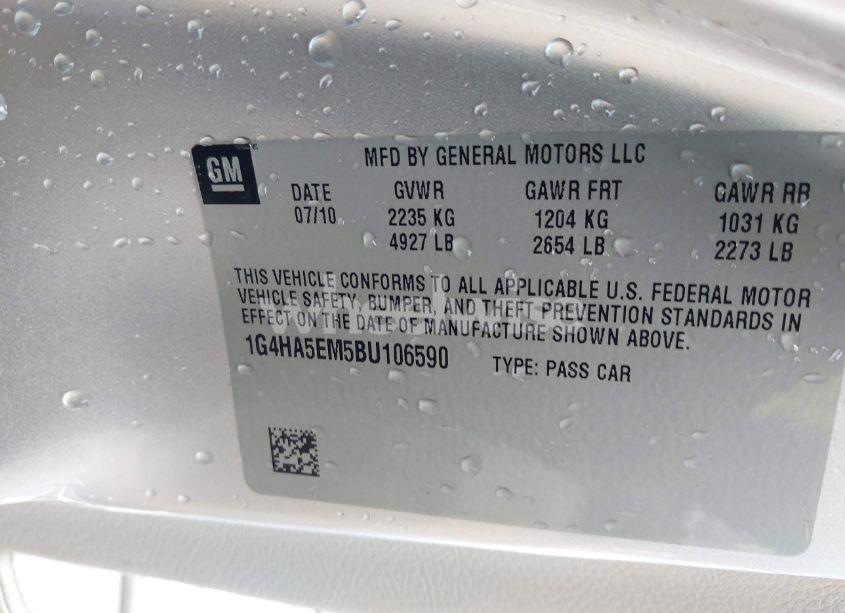 GM
MFD BY GENERAL MOTORS LLC
DATE GVWR GAWR FRT GAWR RR
07/10 2235 KG 1204 KG 1031 KG
4927 LB 2654 LB 2273 LB
THIS VEHICLE CONFORMS TO ALL APPLICABLE U.S. FEDERAL MOTOR
VEHICLE SAFETY, BUMPER, AND THEFT PREVENTION STANDARDS IN
EFFECT ON THE DATE OF MANUFACTURE SHOWN ABOVE.
1G4HA5EM5BU106590 TYPE: PASS CAR